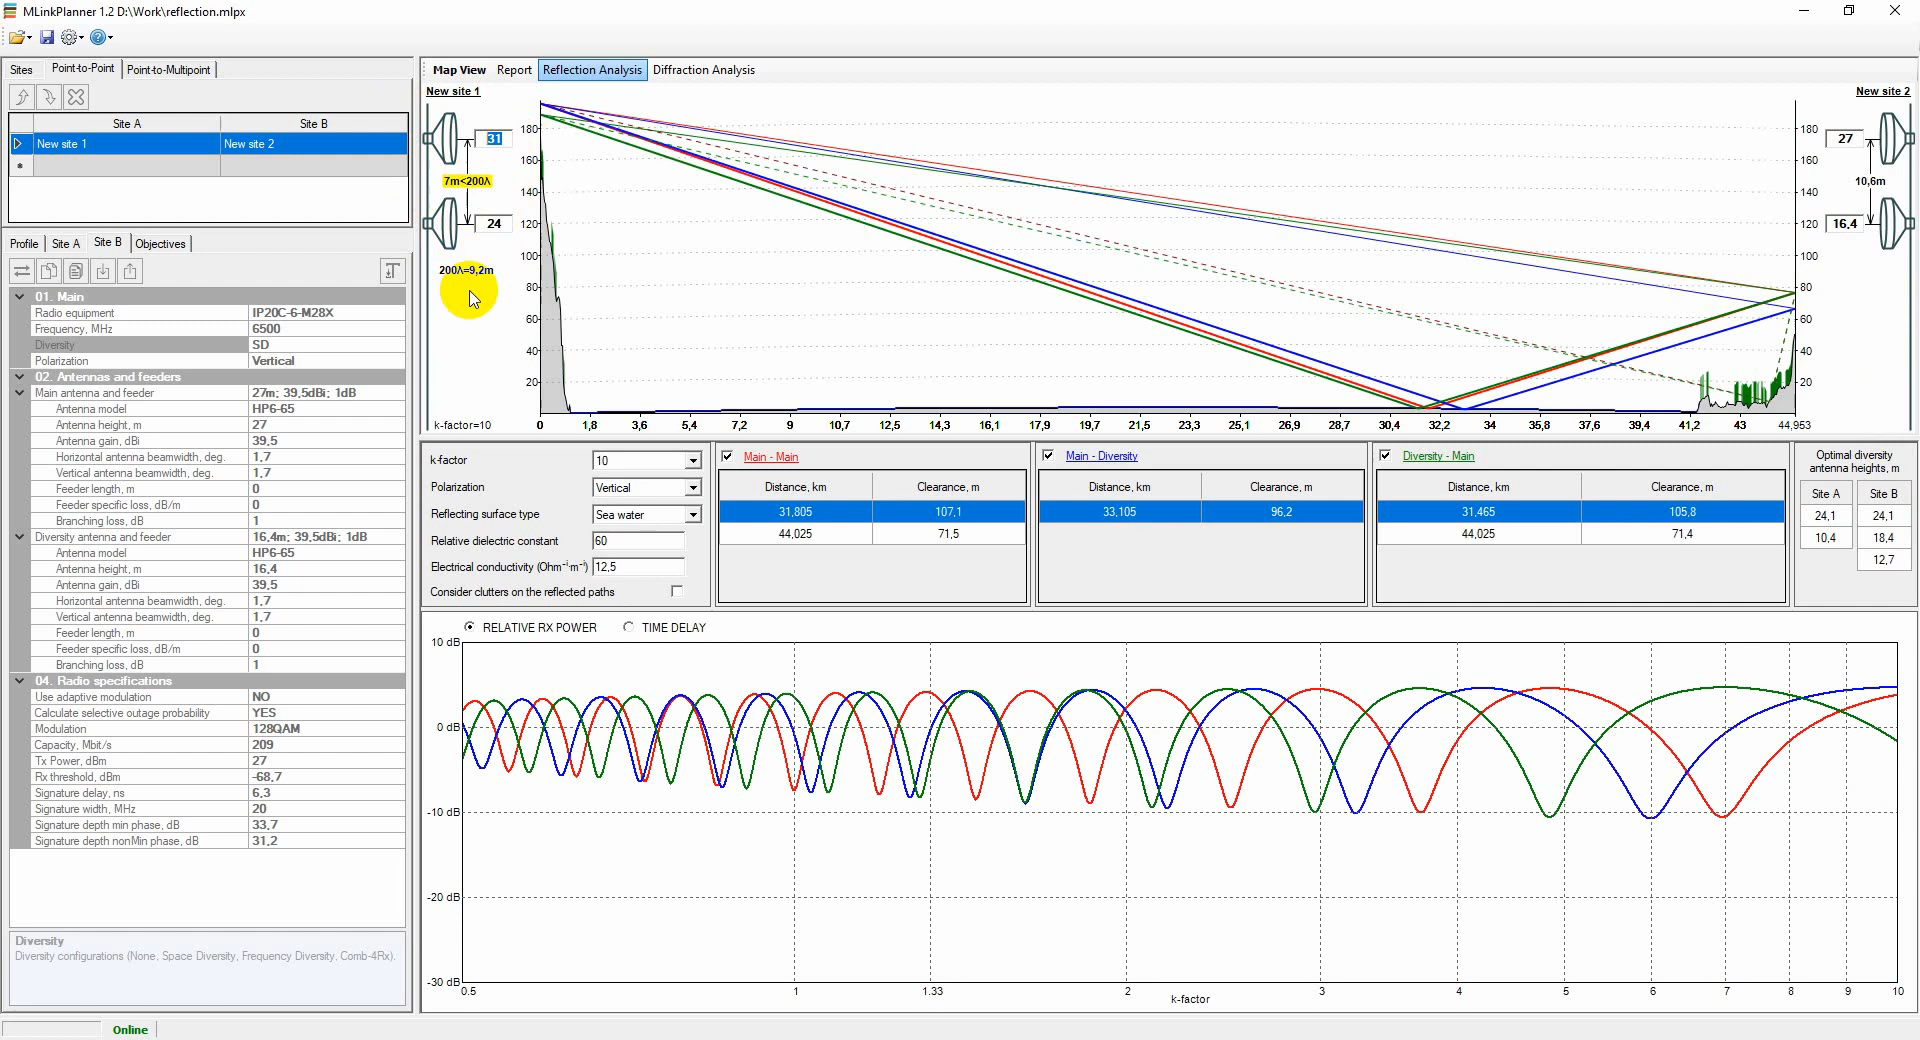 MLinkPlanner 1.2 D:\Work\reflection.mlpx
Sites Point-to-Point Point-to-Multipoint
Site A Site B
New site 1 New site 2
Profile Site A Site B Objectives
01. Main
Radio equipment IP20C-6-M28X
Frequency, MHz 6500
Diversity SD
Polarization Vertical
02. Antennas and feeders
Main antenna and feeder 27m; 39,5dBi; 1dB
Antenna model HP6-65
Antenna height, m 27
Antenna gain, dBi 39,5
Horizontal antenna beamwidth, deg. 1,7
Vertical antenna beamwidth, deg. 1,7
Feeder length, m 0
Feeder specific loss, dB/m 0
Branching loss, dB 1
Diversity antenna and feeder 16,4m; 39,5dBi; 1dB
Antenna model HP6-65
Antenna height, m 16,4
Antenna gain, dBi 39,5
Horizontal antenna beamwidth, deg. 1,7
Vertical antenna beamwidth, deg. 1,7
Feeder length, m 0
Feeder specific loss, dB/m 0
Branching loss, dB 1
04. Radio specifications
Use adaptive modulation NO
Calculate selective outage probability YES
Modulation 128QAM
Capacity, Mbit/s 209
Tx Power, dBm 27
Rx threshold, dBm -68,7
Signature delay, ns 6,3
Signature width, MHz 20
Signature depth min phase, dB 33,7
Signature depth nonMin phase, dB 31,2
Diversity
Diversity configurations (None, Space Diversity, Frequency Diversity, Comb-4Rx).
Online
Map View Report Reflection Analysis Diffraction Analysis
New site 1 New site 2
31
7m<200λ
24
200λ=9,2m
k-factor=10
180
160
140
120
100
80
60
40
20
0 1,8 3,6 5,4 7,2 9 10,7 12,5 14,3 16,1 17,9 19,7 21,5 23,3 25,1 26,9 28,7 30,4 32,2 34 35,8 37,6 39,4 41,2 43 44,953
180
160
140
120
100
80
60
40
20
27
10,6m
16,4
k-factor 10
Polarization Vertical
Reflecting surface type Sea water
Relative dielectric constant 60
Electrical conductivity (Ohm⁻¹m⁻¹) 12,5
Consider clutters on the reflected paths
Main - Main
Distance, km Clearance, m
31,805 107,1
44,025 71,5
Main - Diversity
Distance, km Clearance, m
33,105 96,2
Diversity - Main
Distance, km Clearance, m
31,465 105,8
44,025 71,4
Optimal diversity
antenna heights, m
Site A Site B
24,1 24,1
10,4 18,4
12,7
RELATIVE RX POWER TIME DELAY
10 dB
0 dB
-10 dB
-20 dB
-30 dB
0.5 1 1.33 2 3 4 5 6 7 8 9 10
k-factor